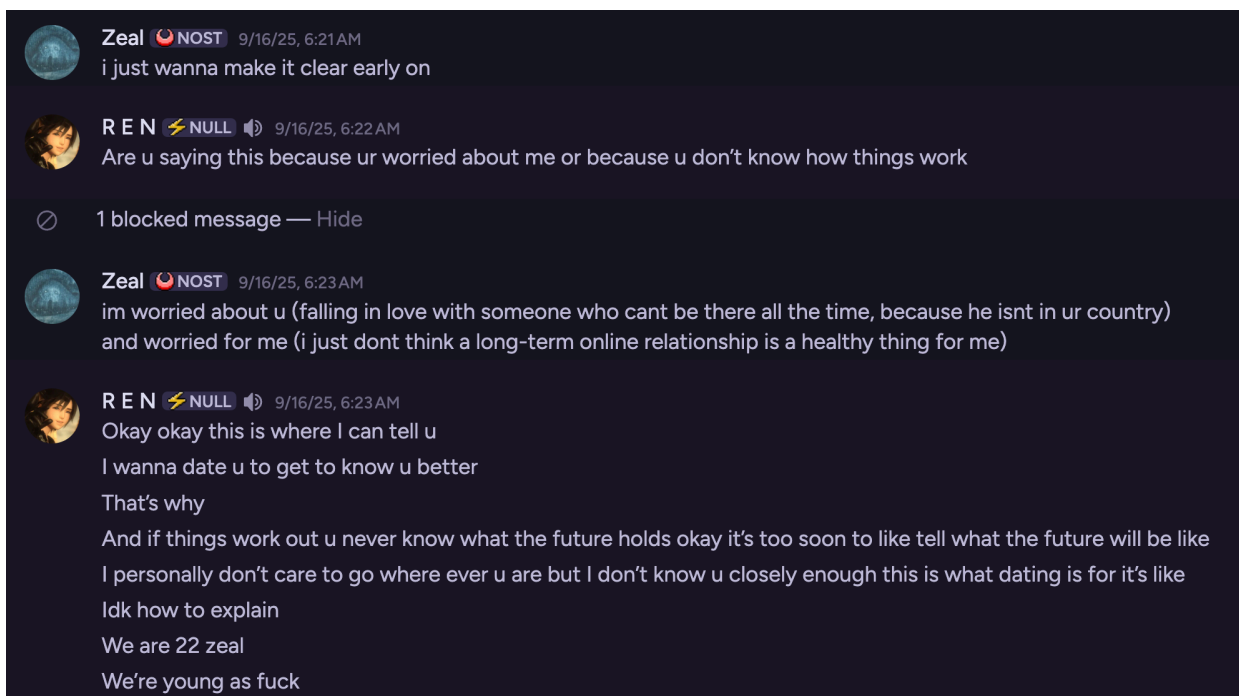 Zeal NOST 9/16/25, 6:21 AM
i just wanna make it clear early on
R E N NULL 9/16/25, 6:22 AM
Are u saying this because ur worried about me or because u don't know how things work
1 blocked message — Hide
Zeal NOST 9/16/25, 6:23 AM
im worried about u (falling in love with someone who cant be there all the time, because he isnt in ur country)
and worried for me (i just dont think a long-term online relationship is a healthy thing for me)
R E N NULL 9/16/25, 6:23 AM
Okay okay this is where I can tell u
I wanna date u to get to know u better
That's why
And if things work out u never know what the future holds okay it's too soon to like tell what the future will be like
I personally don't care to go where ever u are but I don't know u closely enough this is what dating is for it's like
Idk how to explain
We are 22 zeal
We're young as fuck